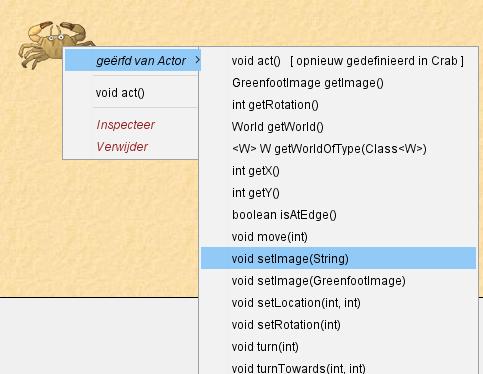 geërfd van Actor
void act()
Inspecteer
Verwijder
void act() [ opnieuw gedefinieerd in Crab ]
GreenfootImage getImage()
int getRotation()
World getWorld()
<W> W getWorldOfType(Class<W>)
int getX()
int getY()
boolean isAtEdge()
void move(int)
void setImage(String)
void setImage(GreenfootImage)
void setLocation(int, int)
void setRotation(int)
void turn(int)
void turnTowards(int, int)